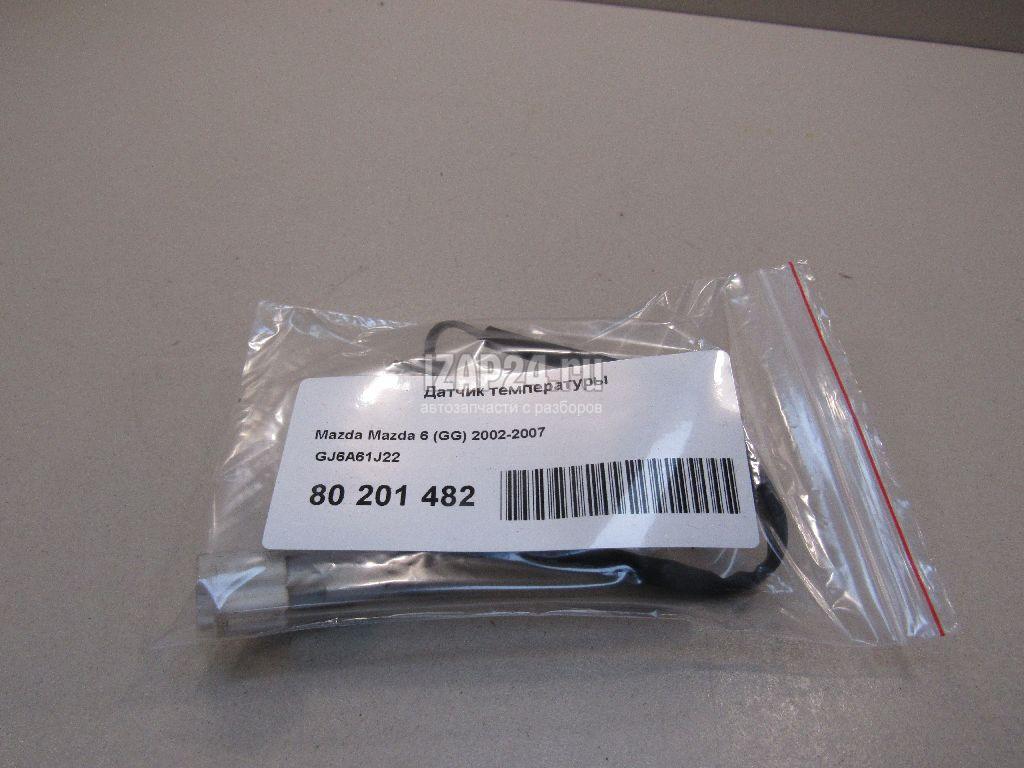 IZAP24.ru
Датчик температуры
автозапчасти с разборов
Mazda Mazda 6 (GG) 2002-2007
GJ6A61J22
80 201 482